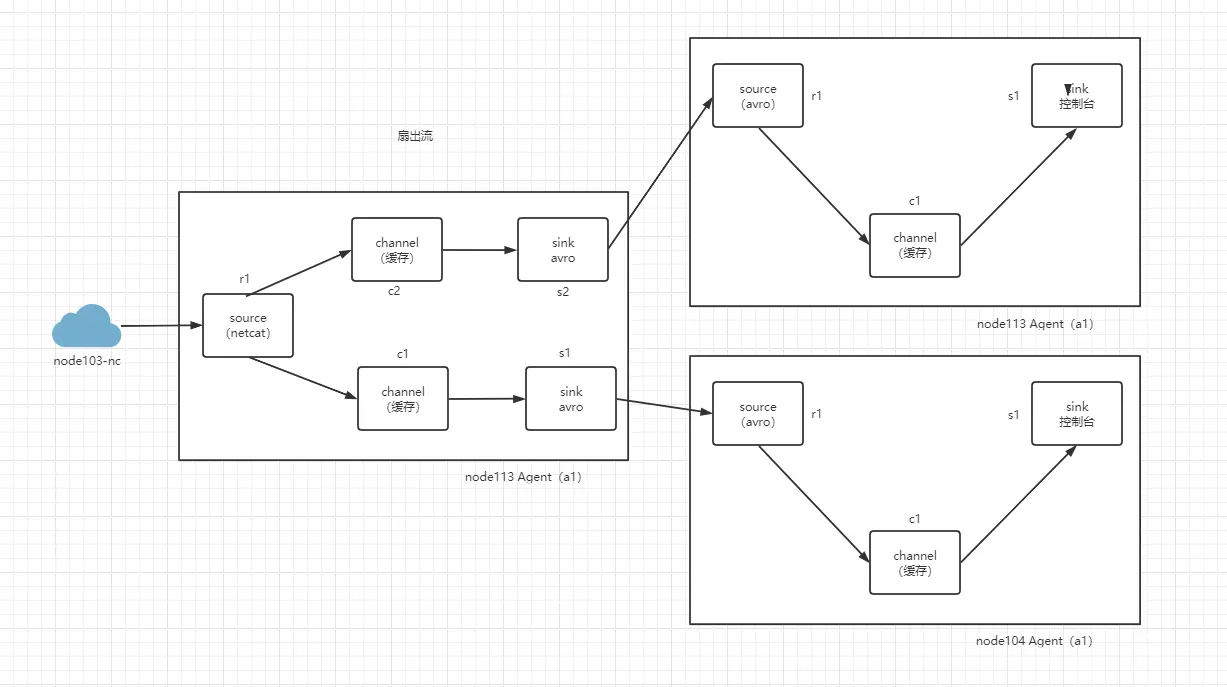 扇出流
node103-nc
r1
source
(netcat)
channel
(缓存)
c2
sink
avro
s2
c1
channel
(缓存)
s1
sink
avro
node113 Agent（a1）
source
(avro)
r1
c1
channel
(缓存)
s1
sink
控制台
node113 Agent（a1）
source
(avro)
r1
c1
channel
(缓存)
s1
sink
控制台
node104 Agent（a1）